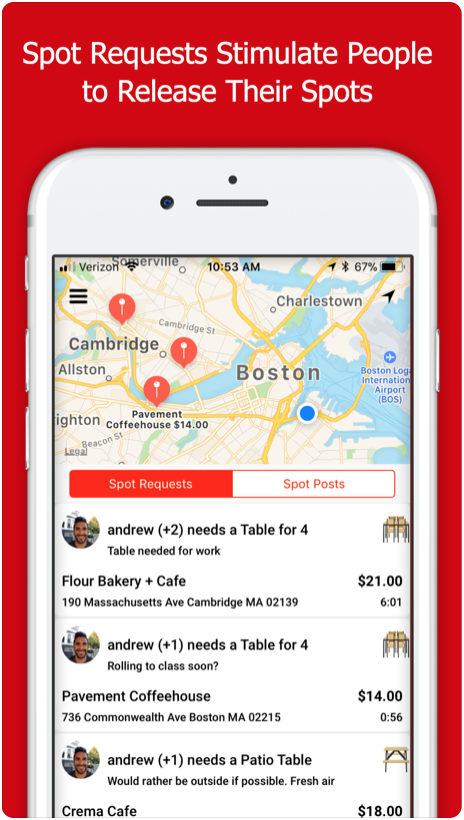 Spot Requests Stimulate People
to Release Their Spots
Verizon
10:53 AM
67%
Somerville
Charlestown
Cambridge St
Cambridge
Allston
Boston
Boston Loga
Internation
Airport
(BOS)
Pavement
Coffeehouse $14.00
ighton
Beacon St
Legal
Spot Requests
Spot Posts
andrew (+2) needs a Table for 4
Table needed for work
Flour Bakery + Cafe
$21.00
190 Massachusetts Ave Cambridge MA 02139
6:01
andrew (+1) needs a Table for 4
Rolling to class soon?
Pavement Coffeehouse
$14.00
736 Commonwealth Ave Boston MA 02215
0:56
andrew (+1) needs a Patio Table
Would rather be outside if possible. Fresh air
Crema Cafe
$18.00